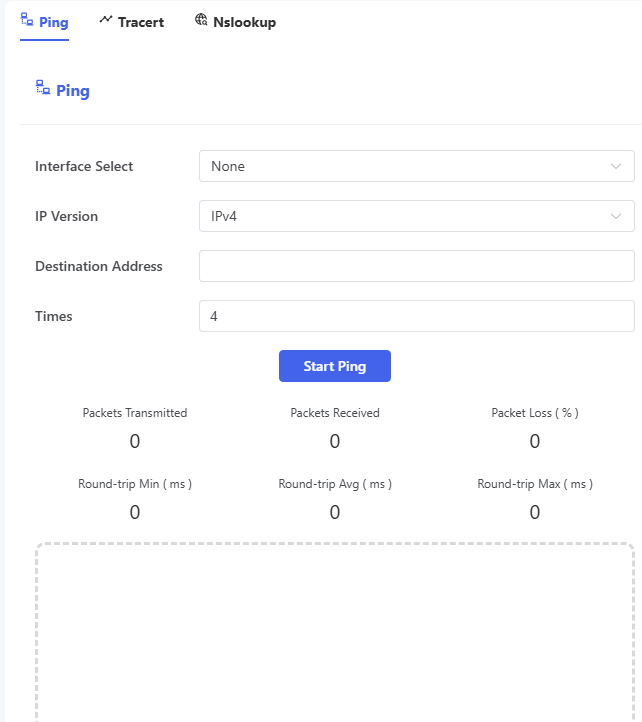 Ping Tracert Nslookup
Ping
Interface Select None
IP Version IPv4
Destination Address
Times 4
Start Ping
Packets Transmitted Packets Received Packet Loss ( % )
0 0 0
Round-trip Min ( ms ) Round-trip Avg ( ms ) Round-trip Max ( ms )
0 0 0